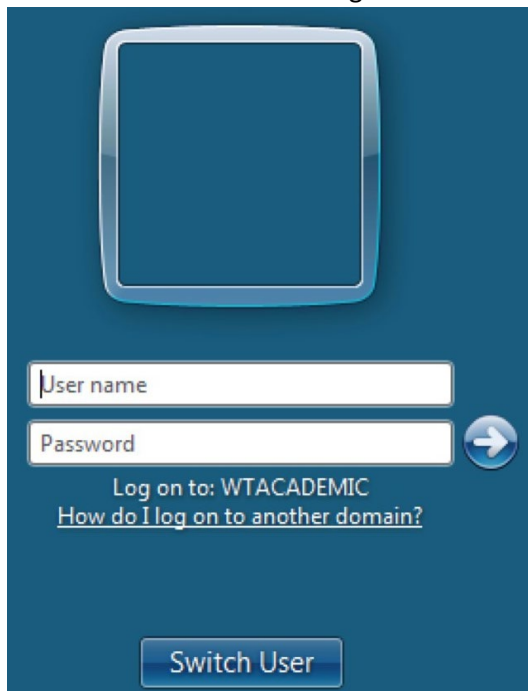 User name
Password
Log on to: WTACADEMIC
How do I log on to another domain?
Switch User